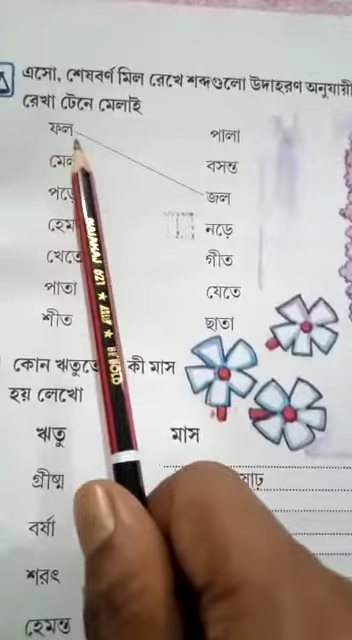 এসো, শেষবর্ণ মিল রেখে শব্দগুলো উদাহরণ অনুযায়ী
রেখা টেনে মেলাই
ফল পালা
বসন্ত
জল
নড়ে
খেতে গীত
পাতা যেতে
শীত ছাতা
কোন ঋতুতে কী মাস
হয় লেখো
ঋতু মাস
গ্রীষ্ম
বর্ষা
শরৎ
হেমন্ত